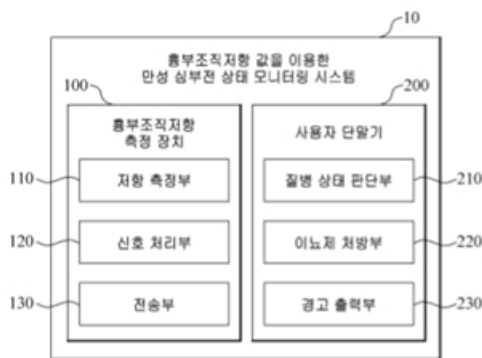 10
흉부조직저항 값을 이용한
만성 심부전 상태 모니터링 시스템
100
200
흉부조직저항
측정 장치
사용자 단말기
110
저항 측정부
질병 상태 판단부
210
120
신호 처리부
이뇨제 처방부
220
130
전송부
경고 출력부
230